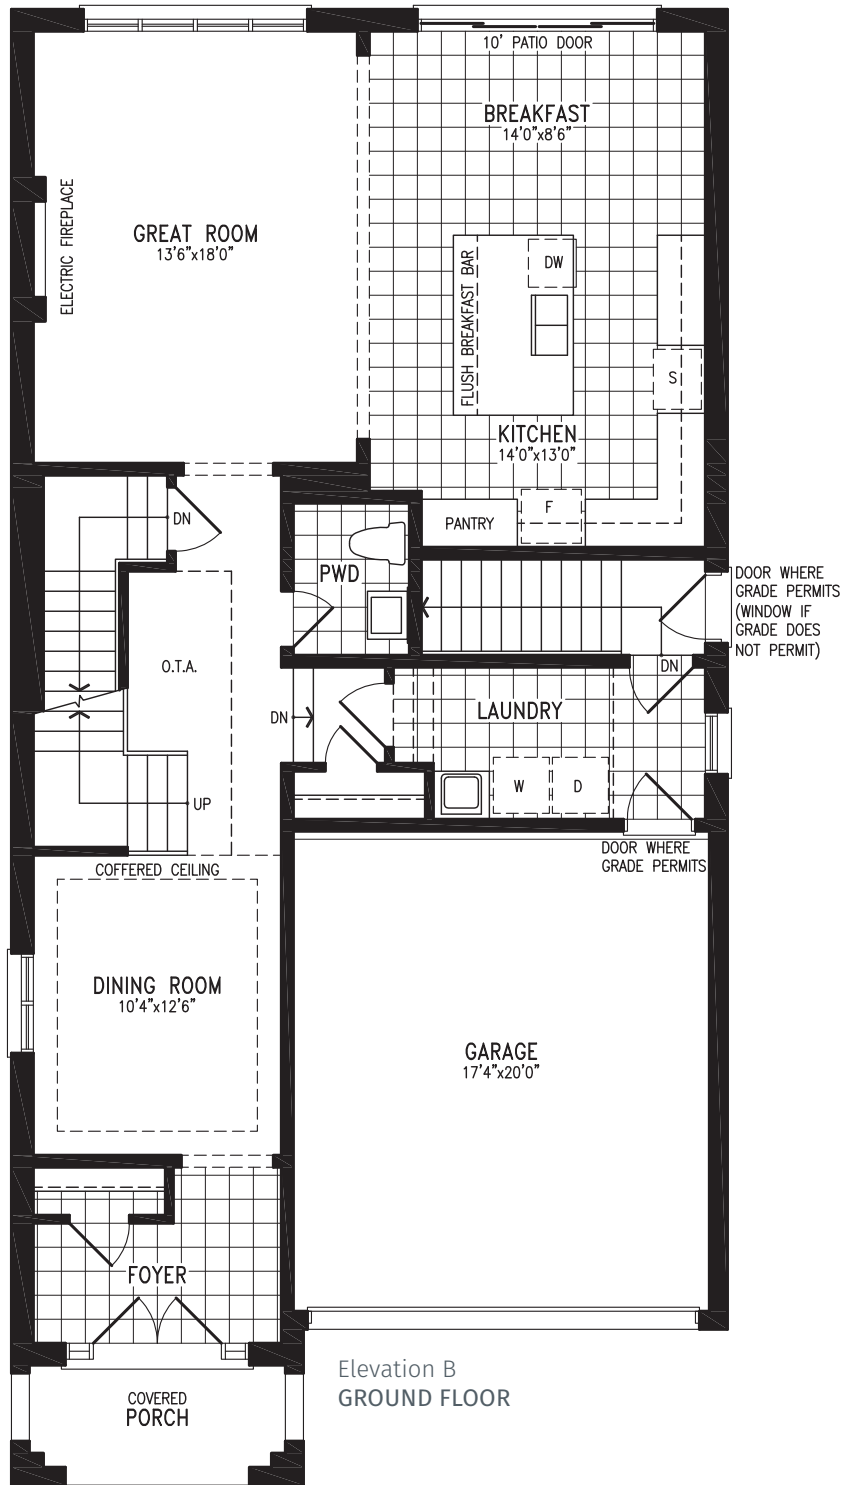 10' PATIO DOOR
BREAKFAST
14'0"x8'6"
ELECTRIC FIREPLACE
GREAT ROOM
13'6"x18'0"
FLUSH BREAKFAST BAR
DW
S
KITCHEN
14'0"x13'0"
PANTRY
F
DN
PWD
DOOR WHERE
GRADE PERMITS
(WINDOW IF
GRADE DOES
NOT PERMIT)
O.T.A.
DN
DN
LAUNDRY
W
D
UP
DOOR WHERE
GRADE PERMITS
COFFERED CEILING
DINING ROOM
10'4"x12'6"
GARAGE
17'4"x20'0"
FOYER
Elevation B
GROUND FLOOR
COVERED
PORCH